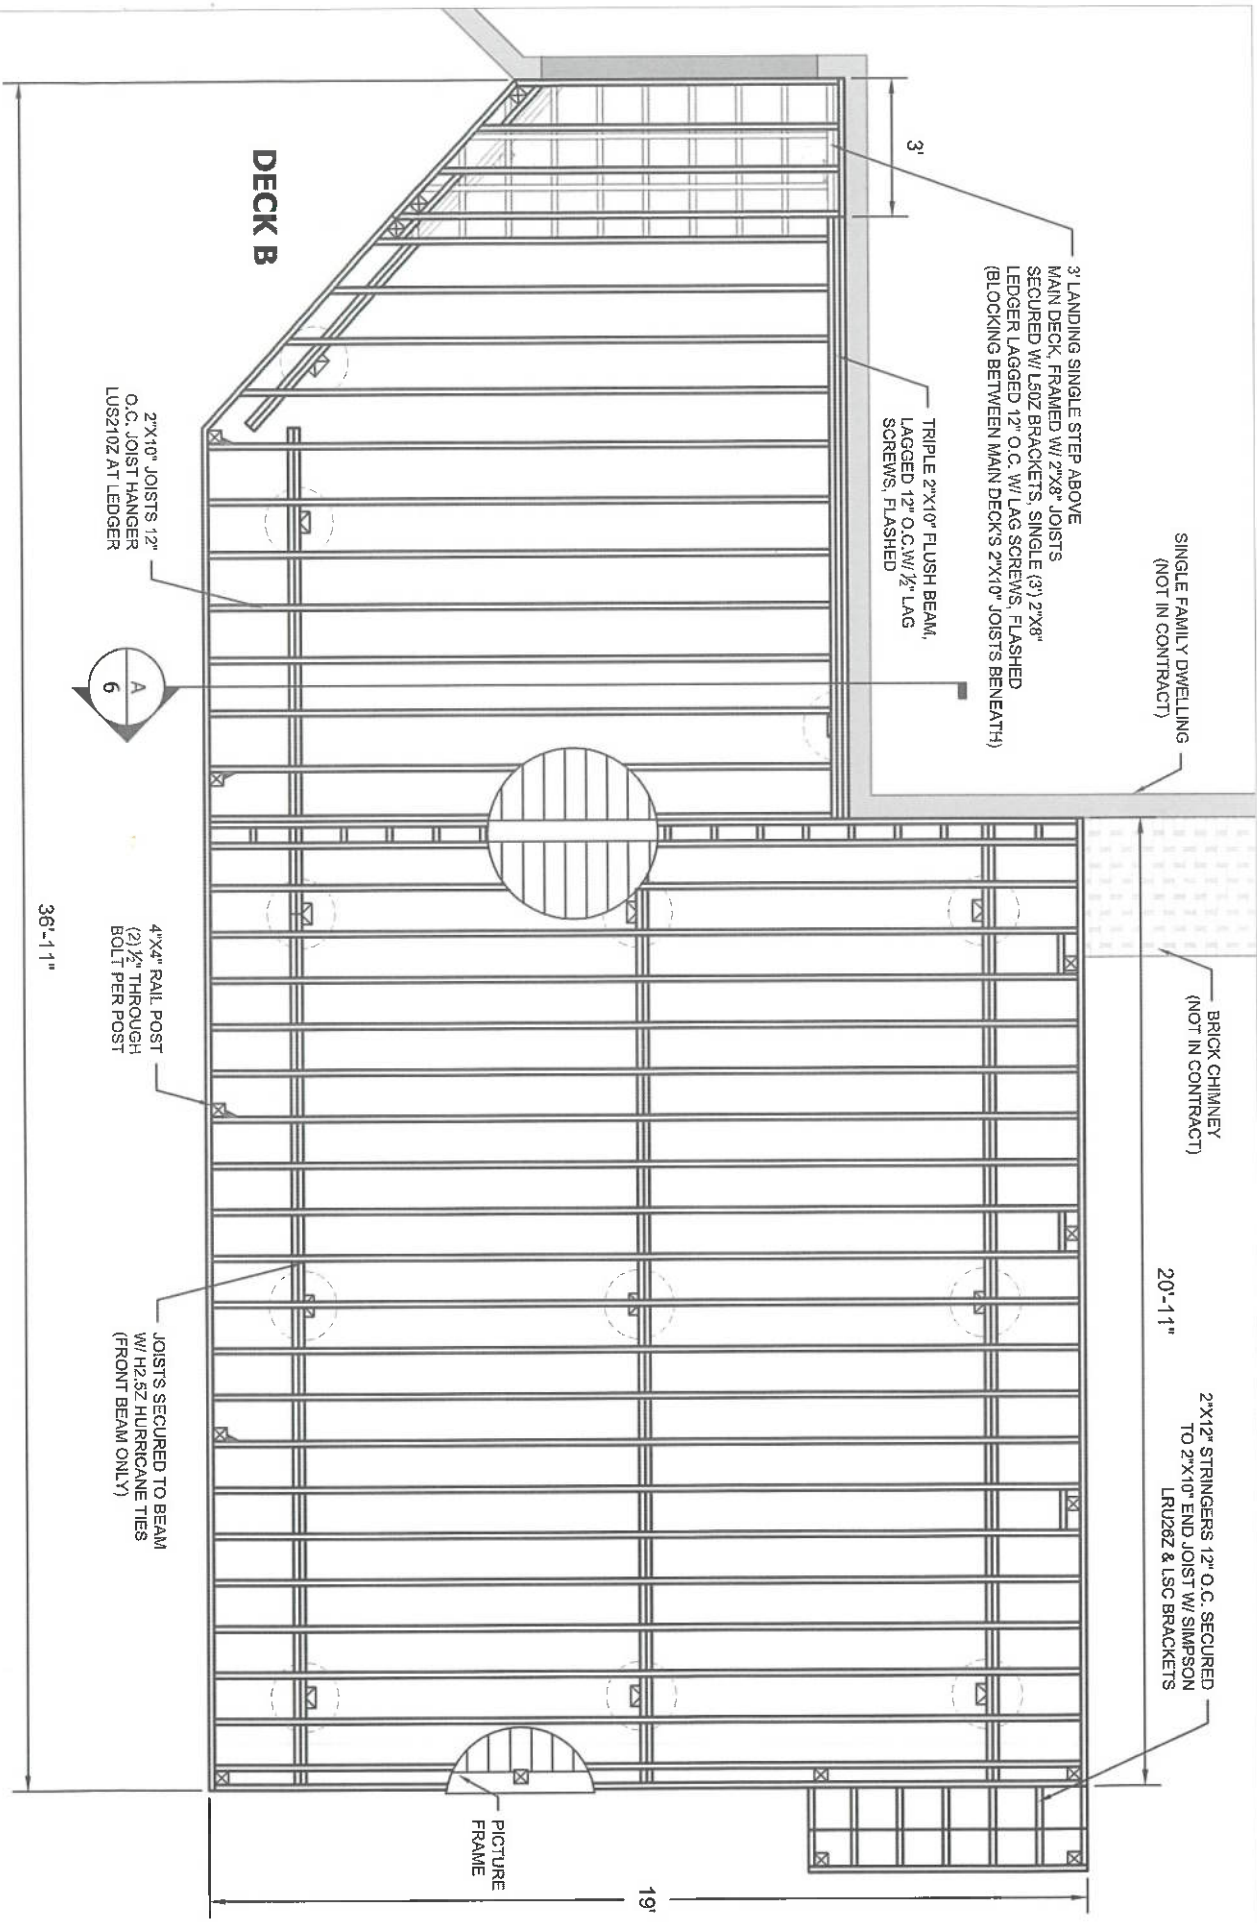 SINGLE FAMILY DWELLING
(NOT IN CONTRACT)
BRICK CHIMNEY
(NOT IN CONTRACT)
2"X12" STRINGERS 12" O.C. SECURED
TO 2"X10" END JOIST W/ SIMPSON
LRU26Z & LSC BRACKETS
3' LANDING SINGLE STEP ABOVE
MAIN DECK, FRAMED W/ 2"X8" JOISTS
SECURED W/ L50Z BRACKETS, SINGLE (3') 2"X8"
LEDGER LAGGED 12" O.C. W/ LAG SCREWS, FLASHED
(BLOCKING BETWEEN MAIN DECK'S 2"X10" JOISTS BENEATH)
20'-11"
3'
TRIPLE 2"X10" FLUSH BEAM,
LAGGED 12" O.C.W/ ½" LAG
SCREWS, FLASHED
19'
PICTURE
FRAME
DECK B
2"X10" JOISTS 12"
O.C. JOIST HANGER
LUS210Z AT LEDGER
A
6
4"X4" RAIL POST
(2) ½" THROUGH
BOLT PER POST
JOISTS SECURED TO BEAM
W/ H2.5Z HURRICANE TIES
(FRONT BEAM ONLY)
36'-11"